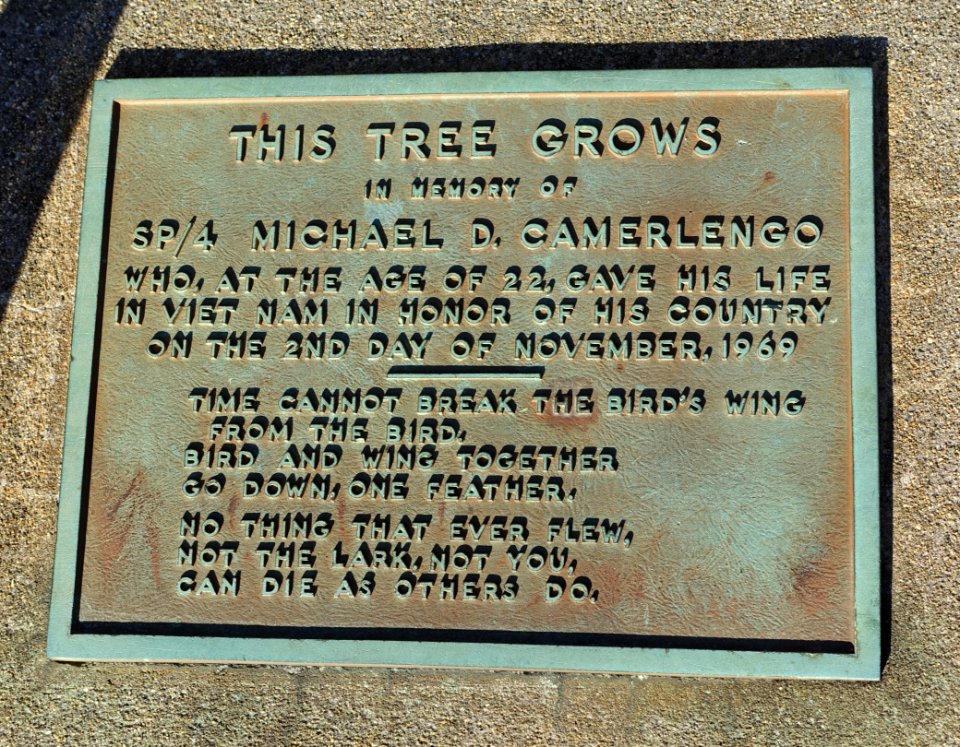 THIS TREE GROWS
IN MEMORY OF
SP/4 MICHAEL D. CAMERLENGO
WHO, AT THE AGE OF 22, GAVE HIS LIFE
IN VIET NAM IN HONOR OF HIS COUNTRY
ON THE 2ND DAY OF NOVEMBER, 1969
TIME CANNOT BREAK THE BIRD'S WING
FROM THE BIRD.
BIRD AND WING TOGETHER
GO DOWN, ONE FEATHER.
NO THING THAT EVER FLEW,
NOT THE LARK, NOT YOU,
CAN DIE AS OTHERS DO.